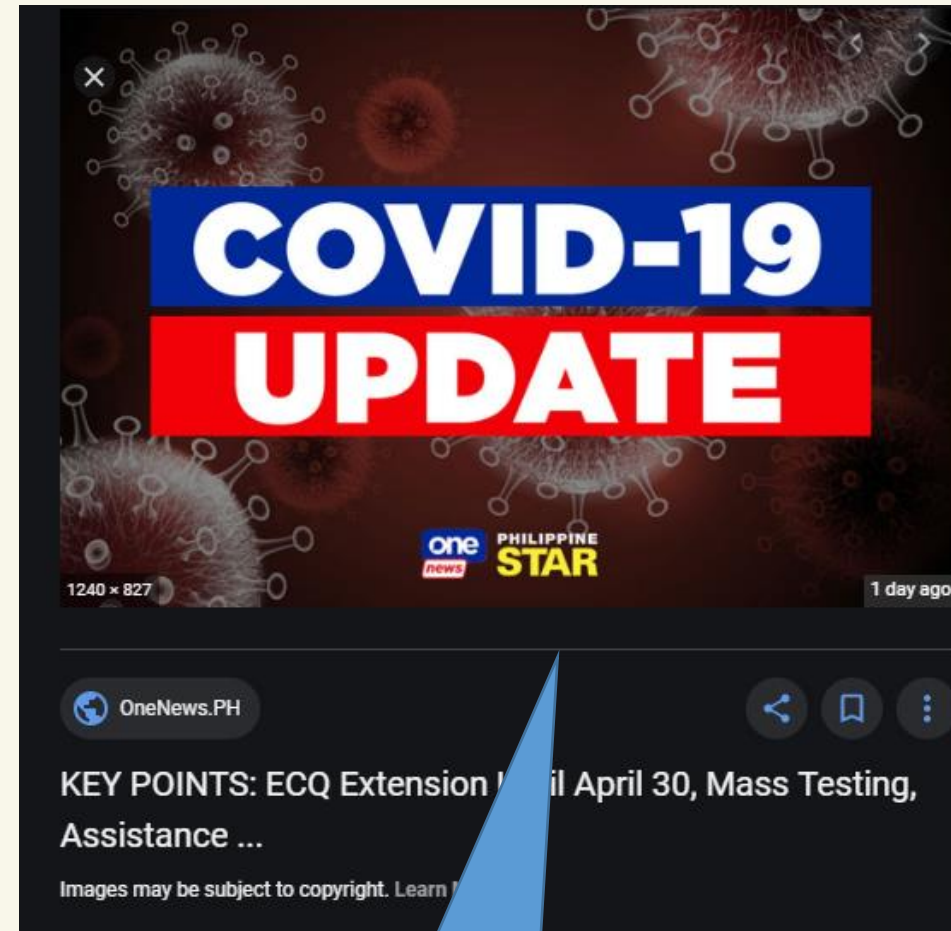 COVID-19
UPDATE
one
news
PHILIPPINE
STAR
1240 × 827
1 day ago
OneNews.PH
KEY POINTS: ECQ Extension il April 30, Mass Testing,
Assistance ...
Images may be subject to copyright. Learn